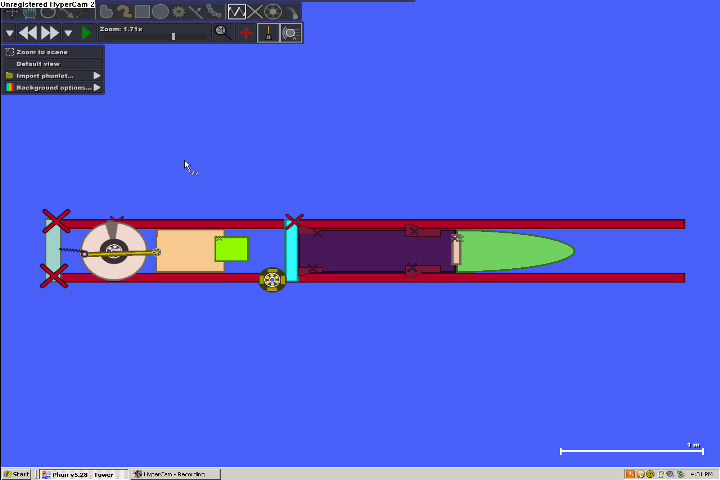 Unregistered HyperCam 2
Zoom: 1.71x
Zoom to scene
Default view
Import phunlet...
Background options...
1 m
Start
Phun v5.28 - Tower
HyperCam - Recording